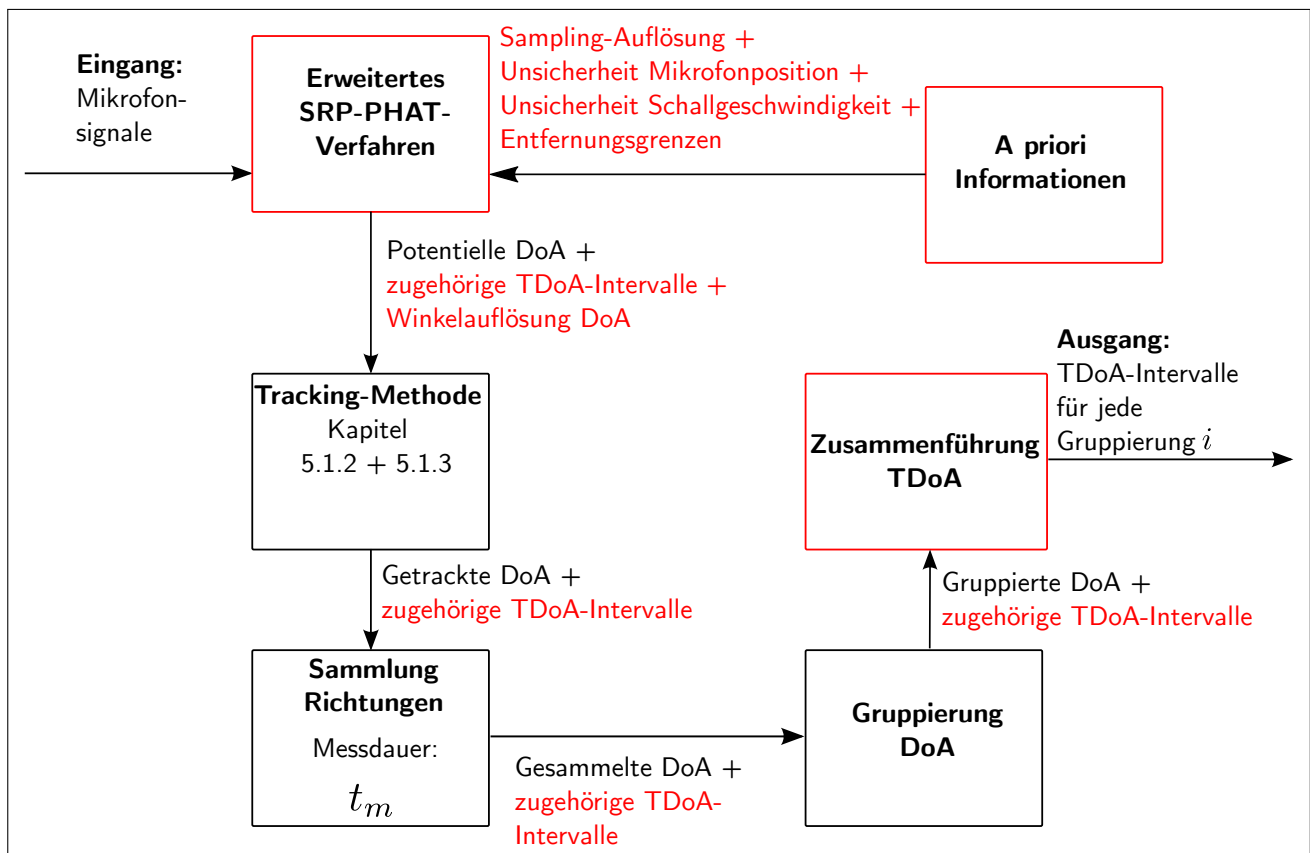 Eingang:
Mikrofon-
signale
Erweitertes
SRP-PHAT-
Verfahren
Sampling-Auflösung +
Unsicherheit Mikrofonposition +
Unsicherheit Schallgeschwindigkeit +
Entfernungsgrenzen
A priori
Informationen
Potentielle DoA +
zugehörige TDoA-Intervalle +
Winkelauflösung DoA
Tracking-Methode
Kapitel
5.1.2 + 5.1.3
Getrackte DoA +
zugehörige TDoA-Intervalle
Sammlung
Richtungen
Messdauer:
t_m
Gesammelte DoA +
zugehörige TDoA-
Intervalle
Gruppierung
DoA
Gruppierte DoA +
zugehörige TDoA-Intervalle
Zusammenführung
TDoA
Ausgang:
TDoA-Intervalle
für jede
Gruppierung i